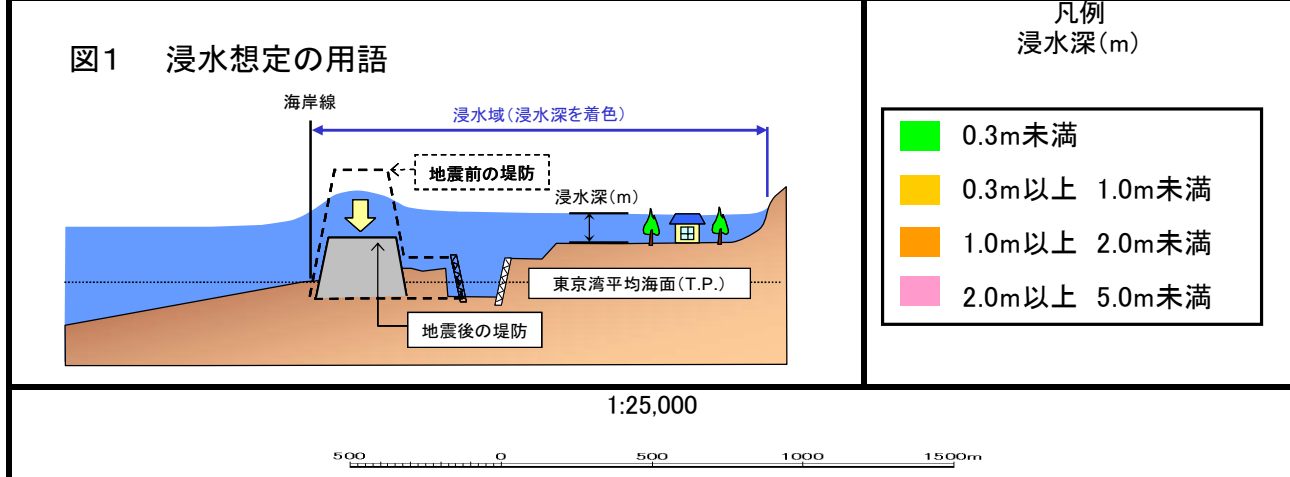 図1 浸水想定の用語
海岸線
浸水域(浸水深を着色)
地震前の堤防
浸水深(m)
東京湾平均海面(T.P.)
地震後の堤防
凡例
浸水深(m)
0.3m未満
0.3m以上 1.0m未満
1.0m以上 2.0m未満
2.0m以上 5.0m未満
1:25,000
500 0 500 1000 1500m